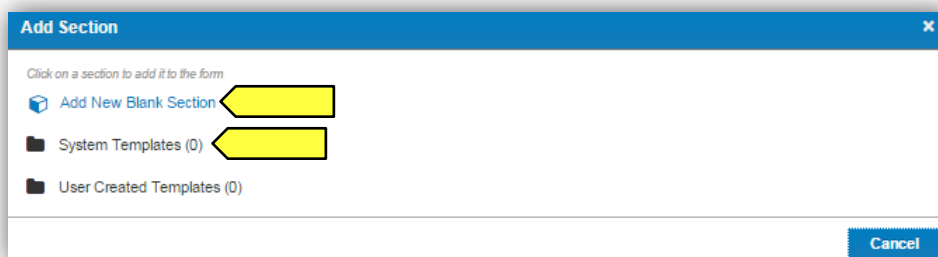 Add Section
Click on a section to add it to the form
Add New Blank Section
System Templates (0)
User Created Templates (0)
Cancel